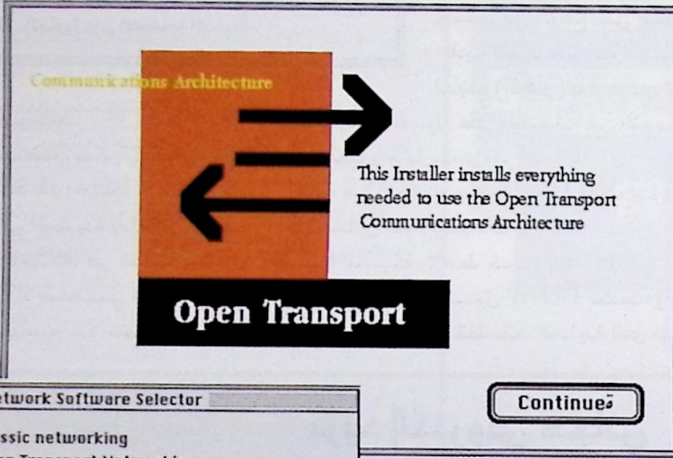 Communications Architecture
This Installer installs everything
needed to use the Open Transport
Communications Architecture
Open Transport
Continue
Network Software Selector
ssic networking